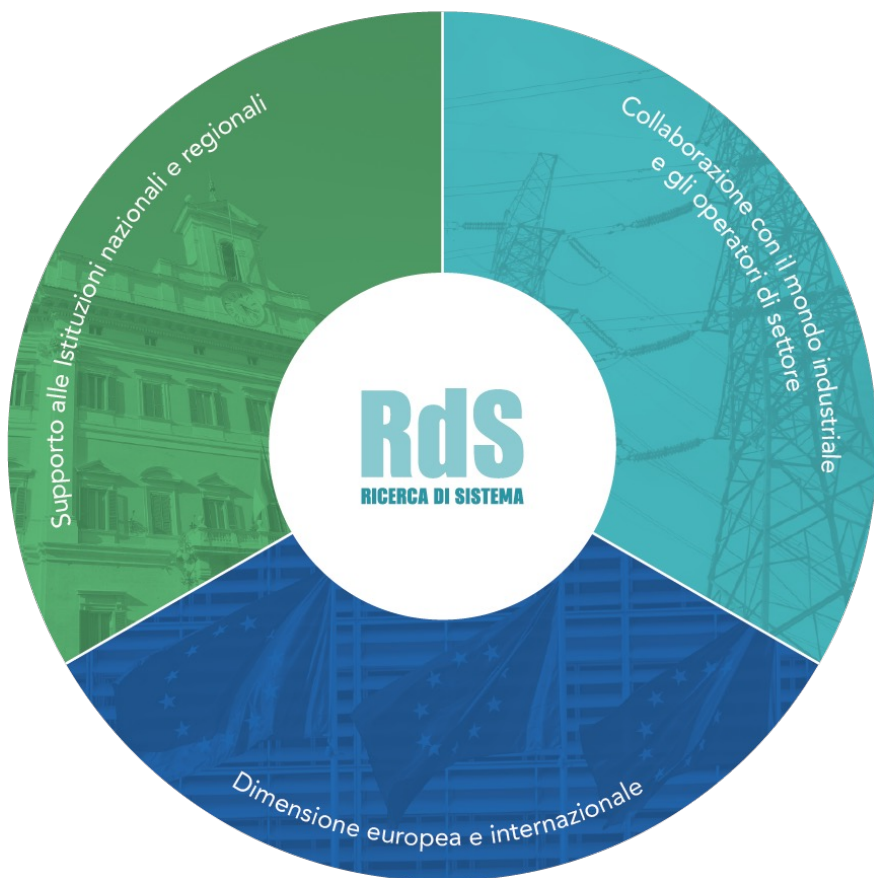 Supporto alle Istituzioni nazionali e regionali
Collaborazione con il mondo industriale
e gli operatori di settore
RdS
RICERCA DI SISTEMA
Dimensione europea e internazionale